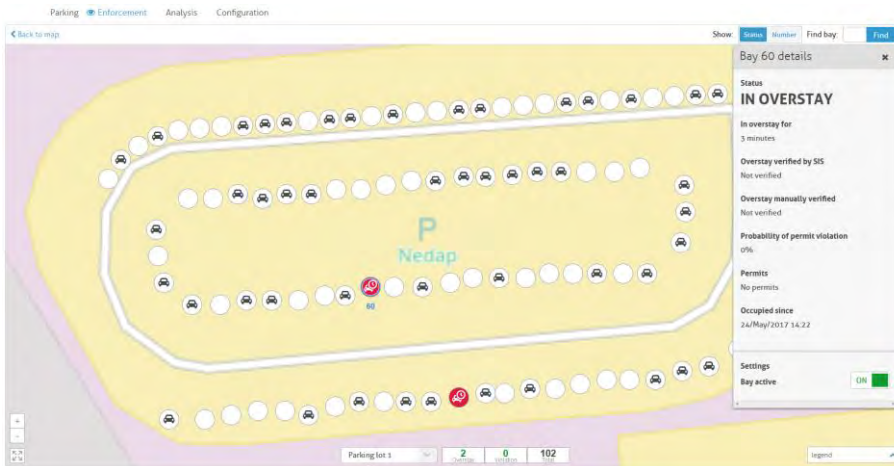 Parking Enforcement Analysis Configuration
Back to map
Show: Status Number Find bay: Find
Bay 60 details
Status
IN OVERSTAY
In overstay for
3 minutes
Overstay verified by SIS
Not verified
Overstay manually verified
Not verified
Probability of permit violation
0%
Permits
No permits
Occupied since
24/May/2017 14:22
Settings
Bay active ON
P
Nedap
60
+
-
Parking lot 1
2
0
102
legend